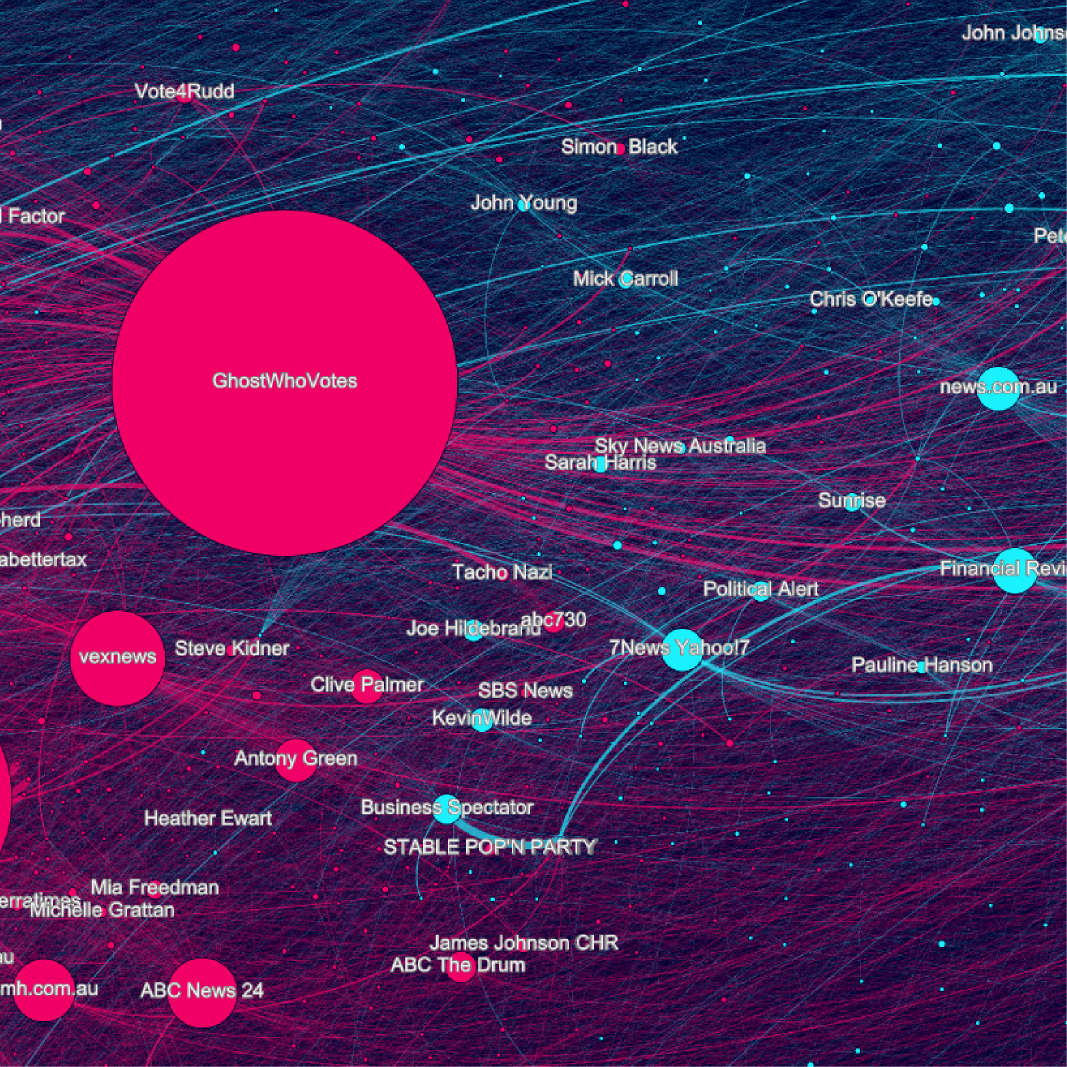 John Johns
Vote4Rudd
Simon Black
John Young
l Factor
Pete
Mick Carroll
Chris O'Keefe
GhostWhoVotes
news.com.au
Sky News Australia
Sarah Harris
Sunrise
herd
abettertax
Tacho Nazi
Financial Revi
Political Alert
abc730
Joe Hildebrand
Steve Kidner
7News Yahoo!7
vexnews
Pauline Hanson
Clive Palmer
SBS News
KevinWilde
Antony Green
Business Spectator
Heather Ewart
STABLE POP'N PARTY
Mia Freedman
erratimes
Michelle Grattan
James Johnson CHR
au
ABC The Drum
mh.com.au
ABC News 24